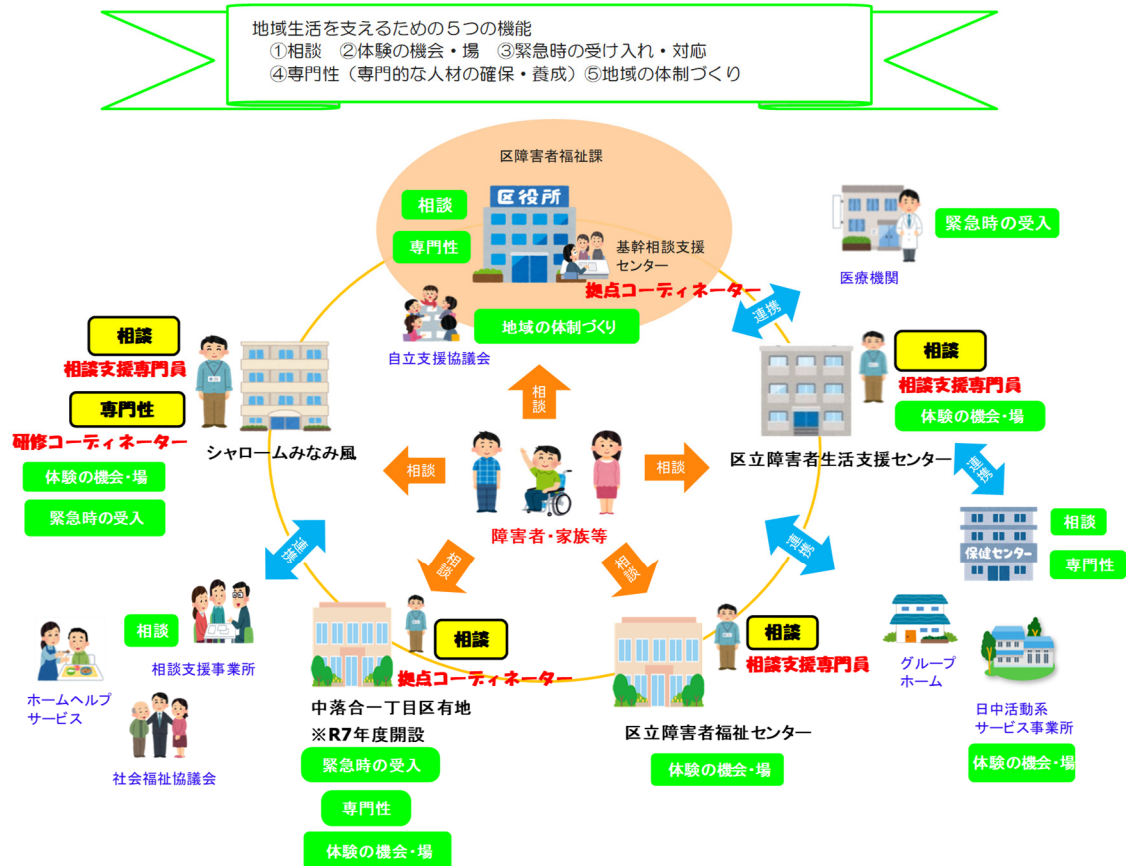 地域生活を支えるための５つの機能
①相談　②体験の機会・場　③緊急時の受け入れ・対応
④専門性（専門的な人材の確保・養成）⑤地域の体制づくり
区障害者福祉課
区役所
相談
専門性
基幹相談支援
センター
拠点コーディネーター
地域の体制づくり
自立支援協議会
緊急時の受入
医療機関
連携
相談
相談支援専門員
専門性
研修コーディネーター
シャロームみなみ風
体験の機会・場
緊急時の受入
相談
相談支援専門員
体験の機会・場
区立障害者生活支援センター
相談
相談
相談
障害者・家族等
相談
相談
連携
連携
連携
保健センター
相談
専門性
相談
相談支援事業所
ホームヘルプ
サービス
社会福祉協議会
相談
拠点コーディネーター
中落合一丁目区有地
※R7年度開設
緊急時の受入
専門性
体験の機会・場
相談
相談支援専門員
区立障害者福祉センター
体験の機会・場
グループ
ホーム
日中活動系
サービス事業所
体験の機会・場